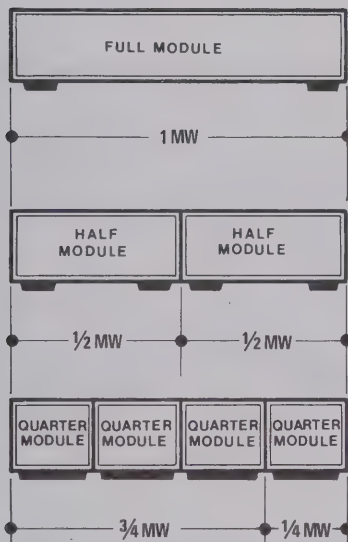 FULL MODULE
1 MW
HALF MODULE
HALF MODULE
½ MW
½ MW
QUARTER MODULE
QUARTER MODULE
QUARTER MODULE
QUARTER MODULE
¾ MW
¼ MW